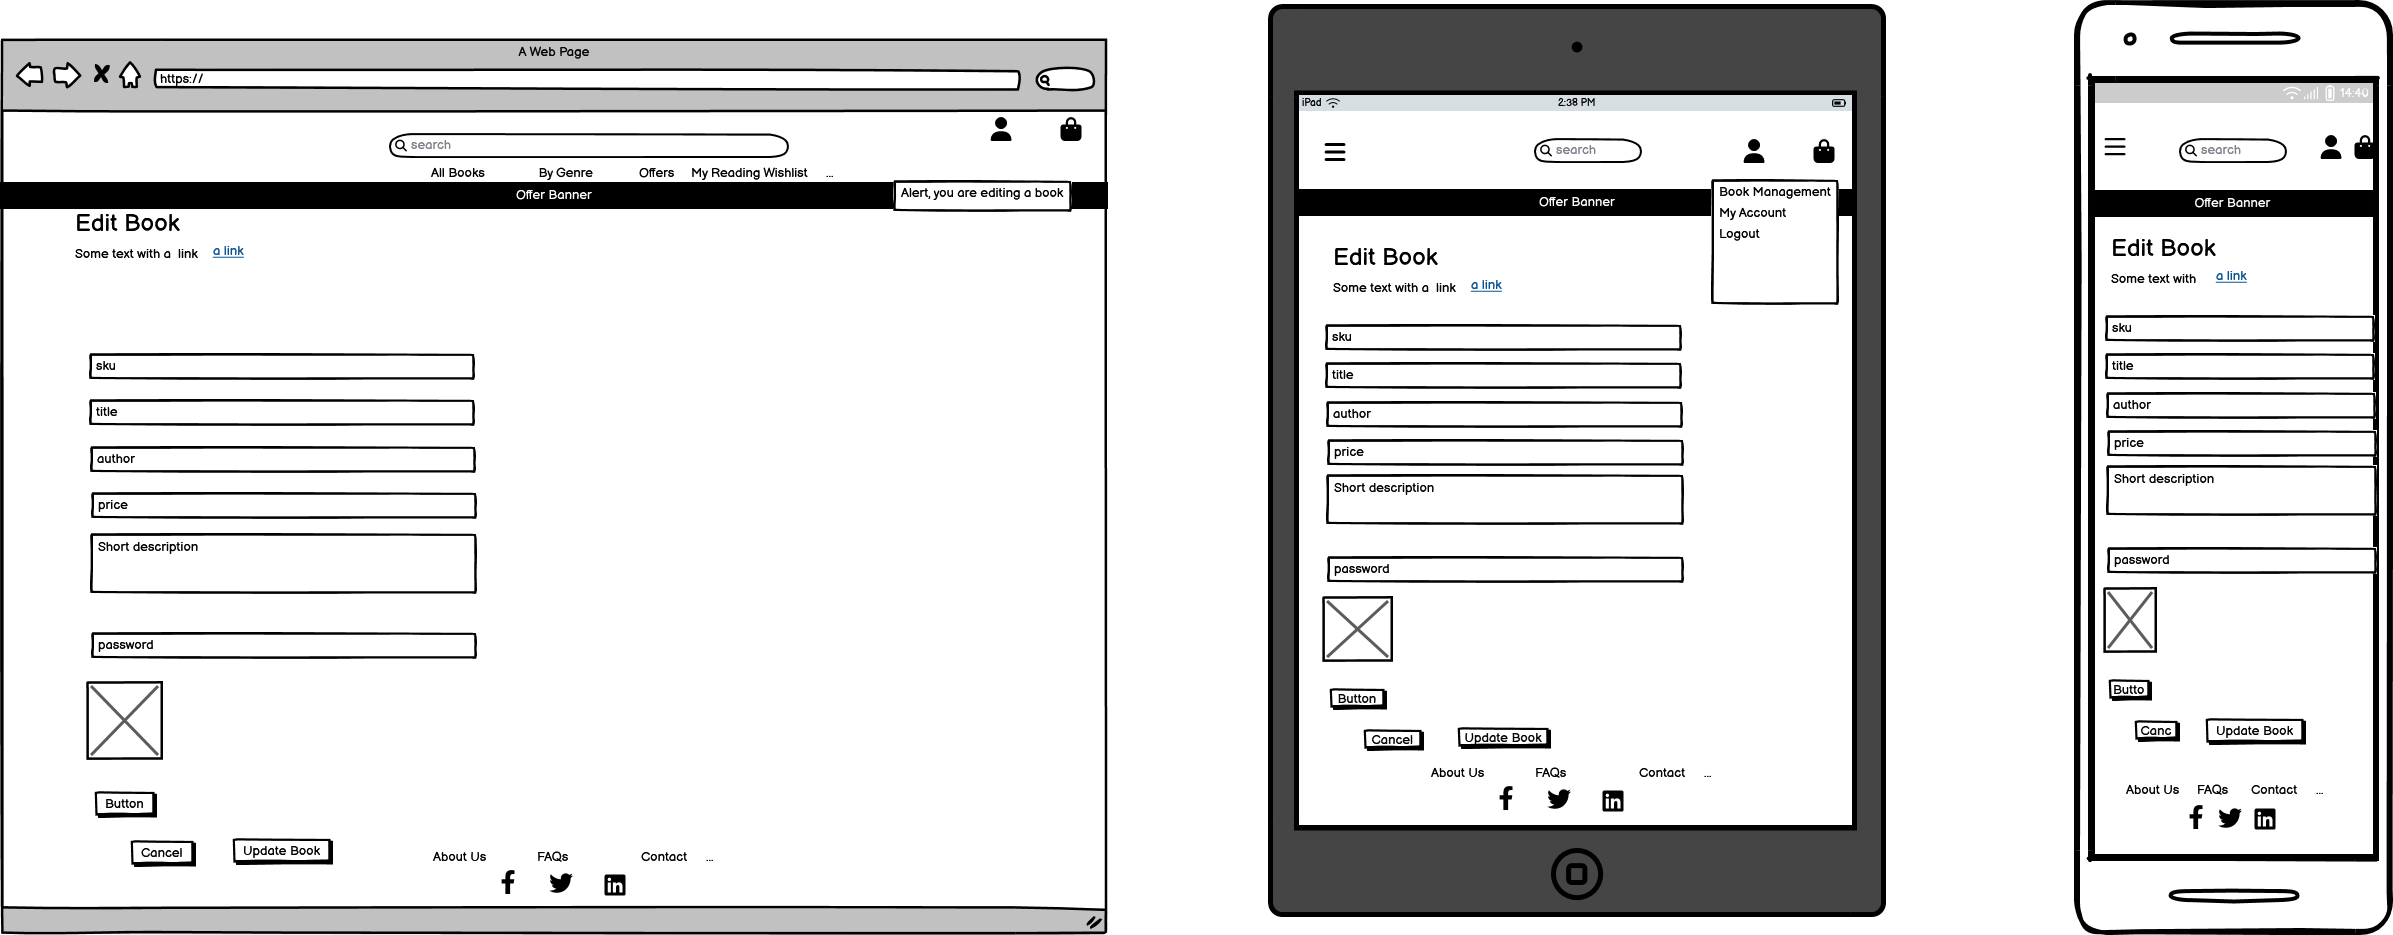 A Web Page
https://
search
All Books By Genre Offers My Reading Wishlist ...
Offer Banner
Alert, you are editing a book
Edit Book
Some text with a link a link
sku
title
author
price
Short description
password
Button
Cancel Update Book
About Us FAQs Contact ...
iPad 2:38 PM
search
Offer Banner
Book Management
My Account
Logout
Edit Book
Some text with a link a link
sku
title
author
price
Short description
password
Button
Cancel Update Book
About Us FAQs Contact ...
14:40
search
Offer Banner
Edit Book
Some text with a link
sku
title
author
price
Short description
password
Butto
Canc Update Book
About Us FAQs Contact ...